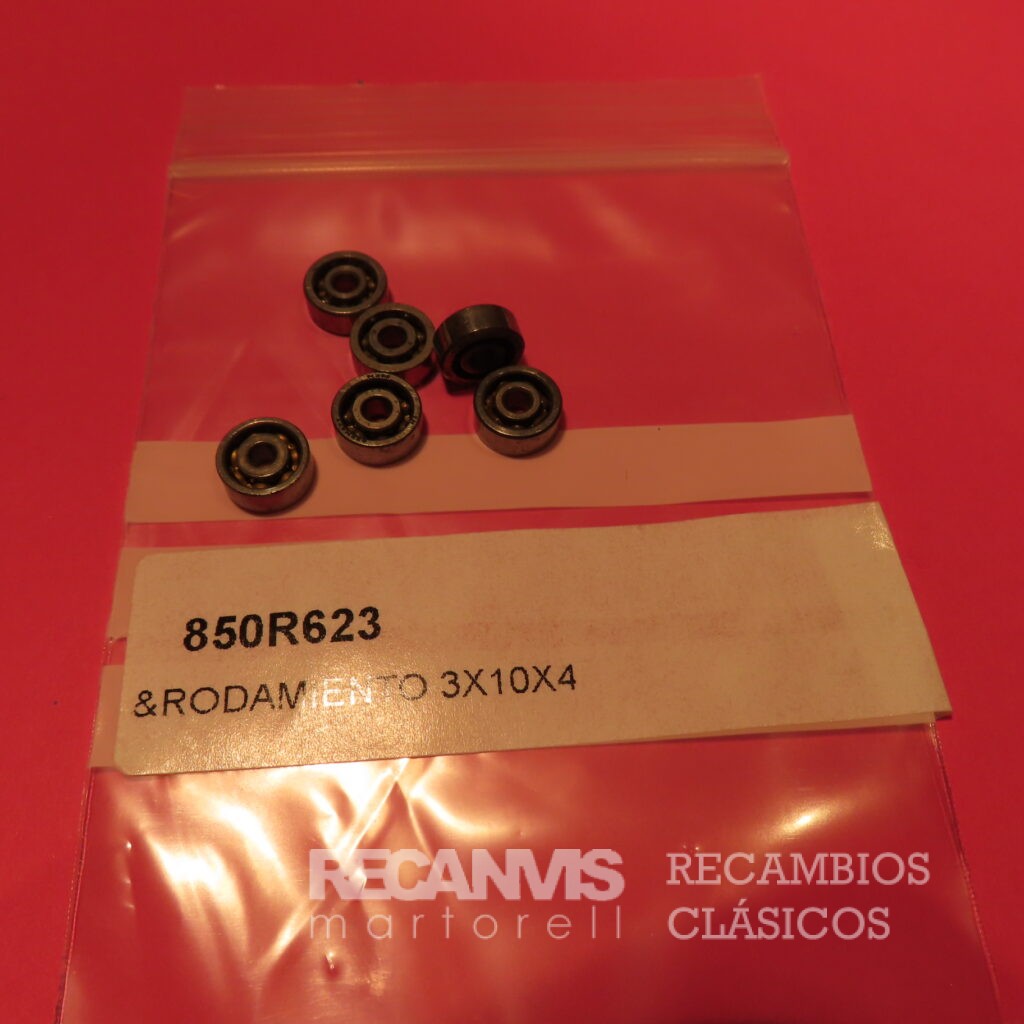 850R623
&RODAMIENTO 3X10X4
RECANVIS
martorell
RECAMBIOS
CLÁSICOS